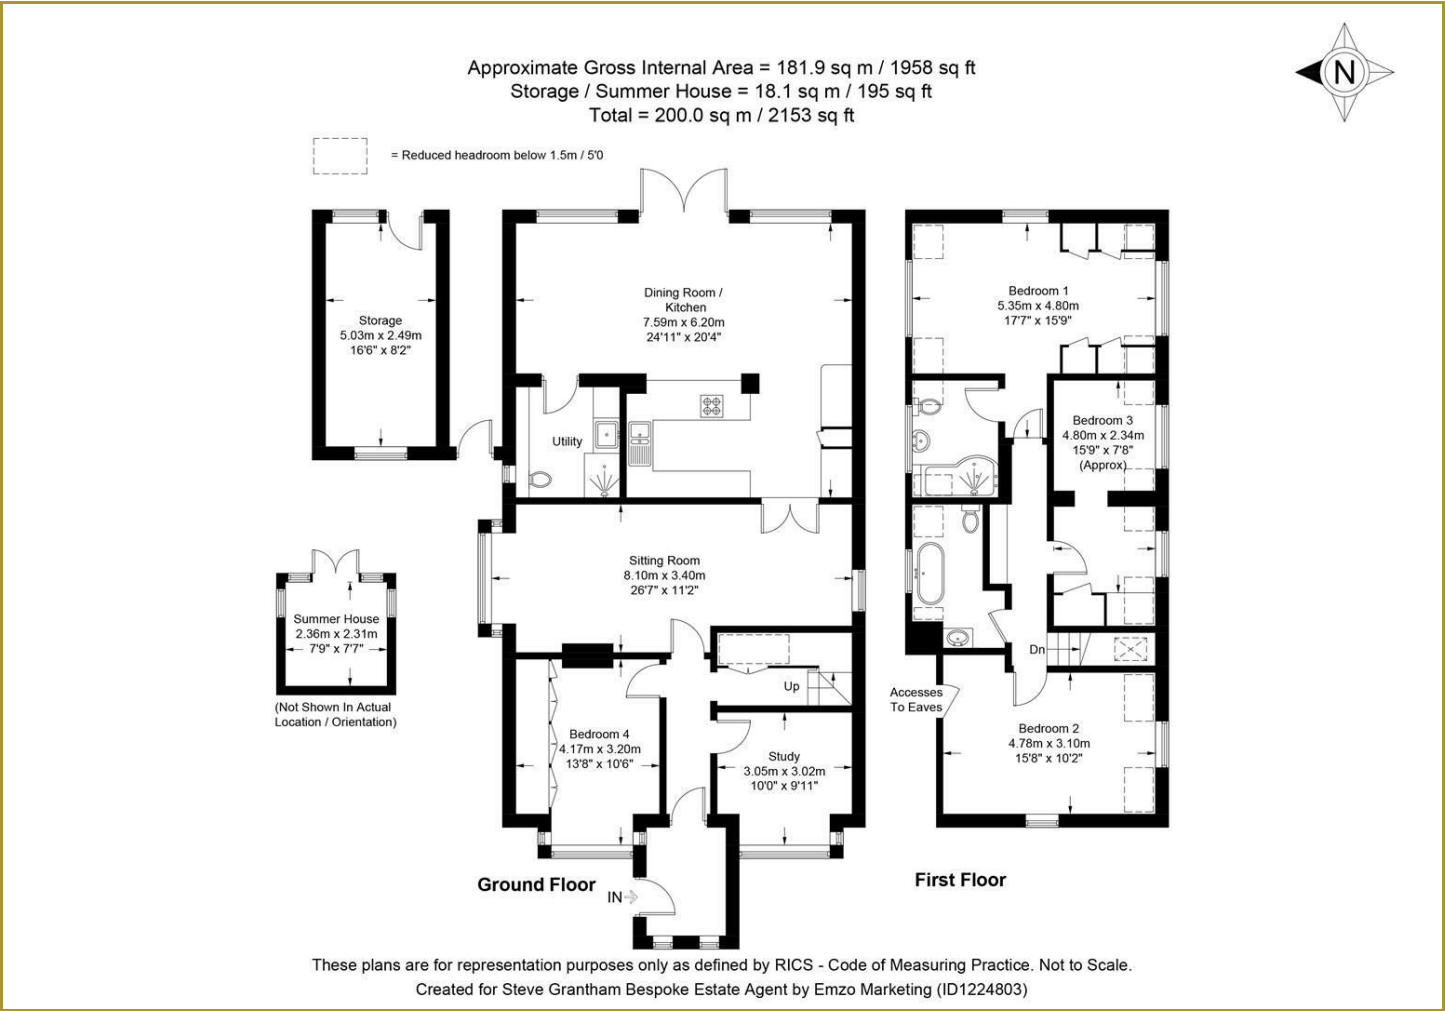 Approximate Gross Internal Area = 181.9 sq m / 1958 sq ft
Storage / Summer House = 18.1 sq m / 195 sq ft
Total = 200.0 sq m / 2153 sq ft
N
= Reduced headroom below 1.5m / 5'0
Storage
5.03m x 2.49m
16'6" x 8'2"
Dining Room /
Kitchen
7.59m x 6.20m
24'11" x 20'4"
Utility
Sitting Room
8.10m x 3.40m
26'7" x 11'2"
Summer House
2.36m x 2.31m
7'9" x 7'7"
(Not Shown In Actual
Location / Orientation)
Up
Bedroom 4
4.17m x 3.20m
13'8" x 10'6"
Study
3.05m x 3.02m
10'0" x 9'11"
IN
Ground Floor
Bedroom 1
5.35m x 4.80m
17'7" x 15'9"
Bedroom 3
4.80m x 2.34m
15'9" x 7'8"
(Approx)
Dn
Accesses
To Eaves
Bedroom 2
4.78m x 3.10m
15'8" x 10'2"
First Floor
These plans are for representation purposes only as defined by RICS - Code of Measuring Practice. Not to Scale.
Created for Steve Grantham Bespoke Estate Agent by Emzo Marketing (ID1224803)